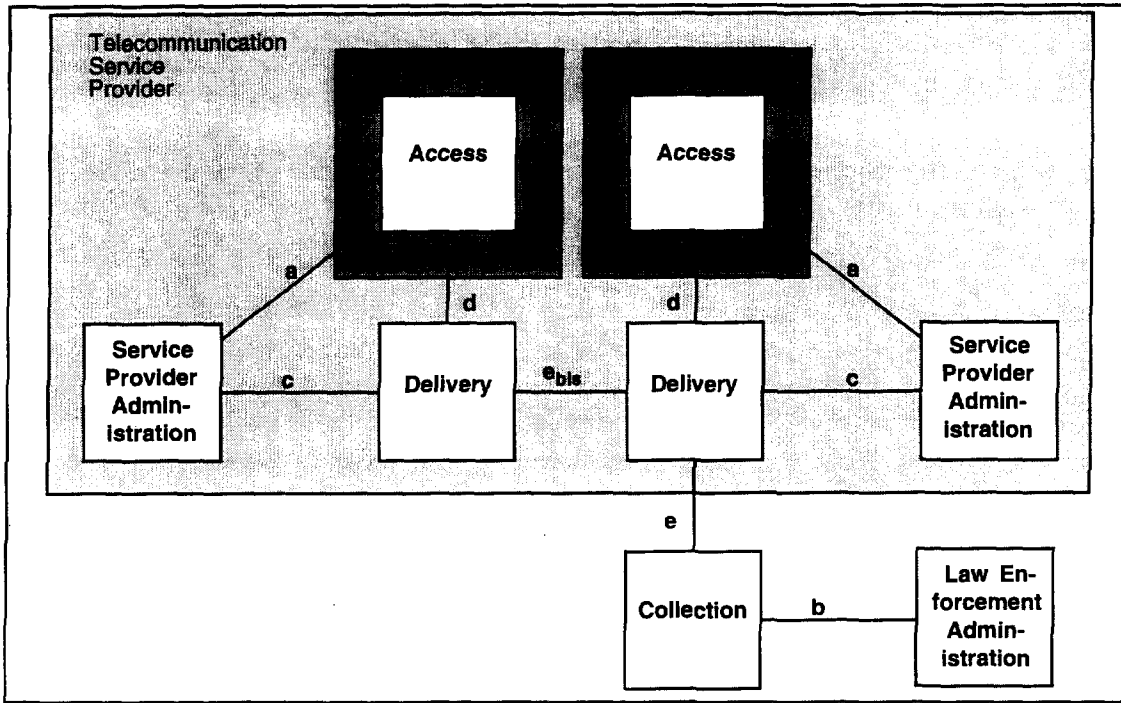 Telecommunication
Service
Provider
Access
Access
a
a
d
d
Service
Provider
Admin-
istration
c
Delivery
e_bis
Delivery
c
Service
Provider
Admin-
istration
e
Collection
b
Law En-
forcement
Admin-
istration